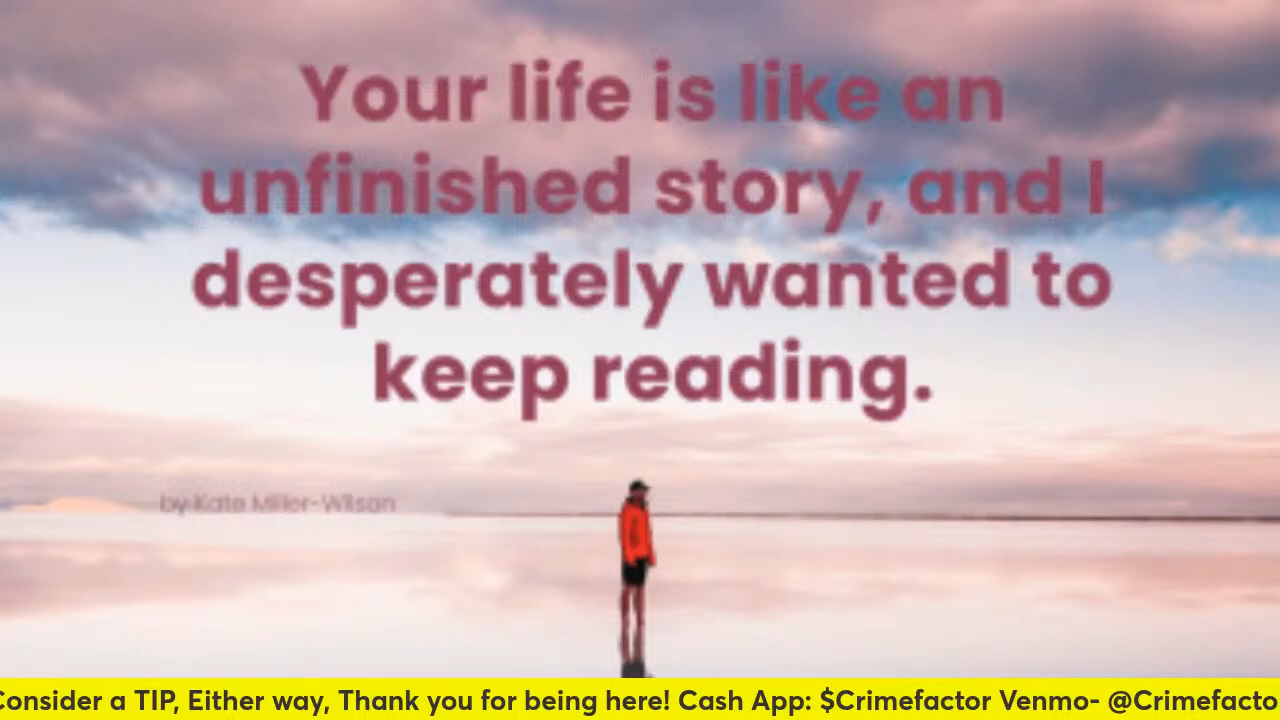 Your life is like an
unfinished story, and I
desperately wanted to
keep reading.
by Kate Miller-Wilson
Consider a TIP, Either way, Thank you for being here! Cash App: $Crimefactor Venmo- @Crimefacto